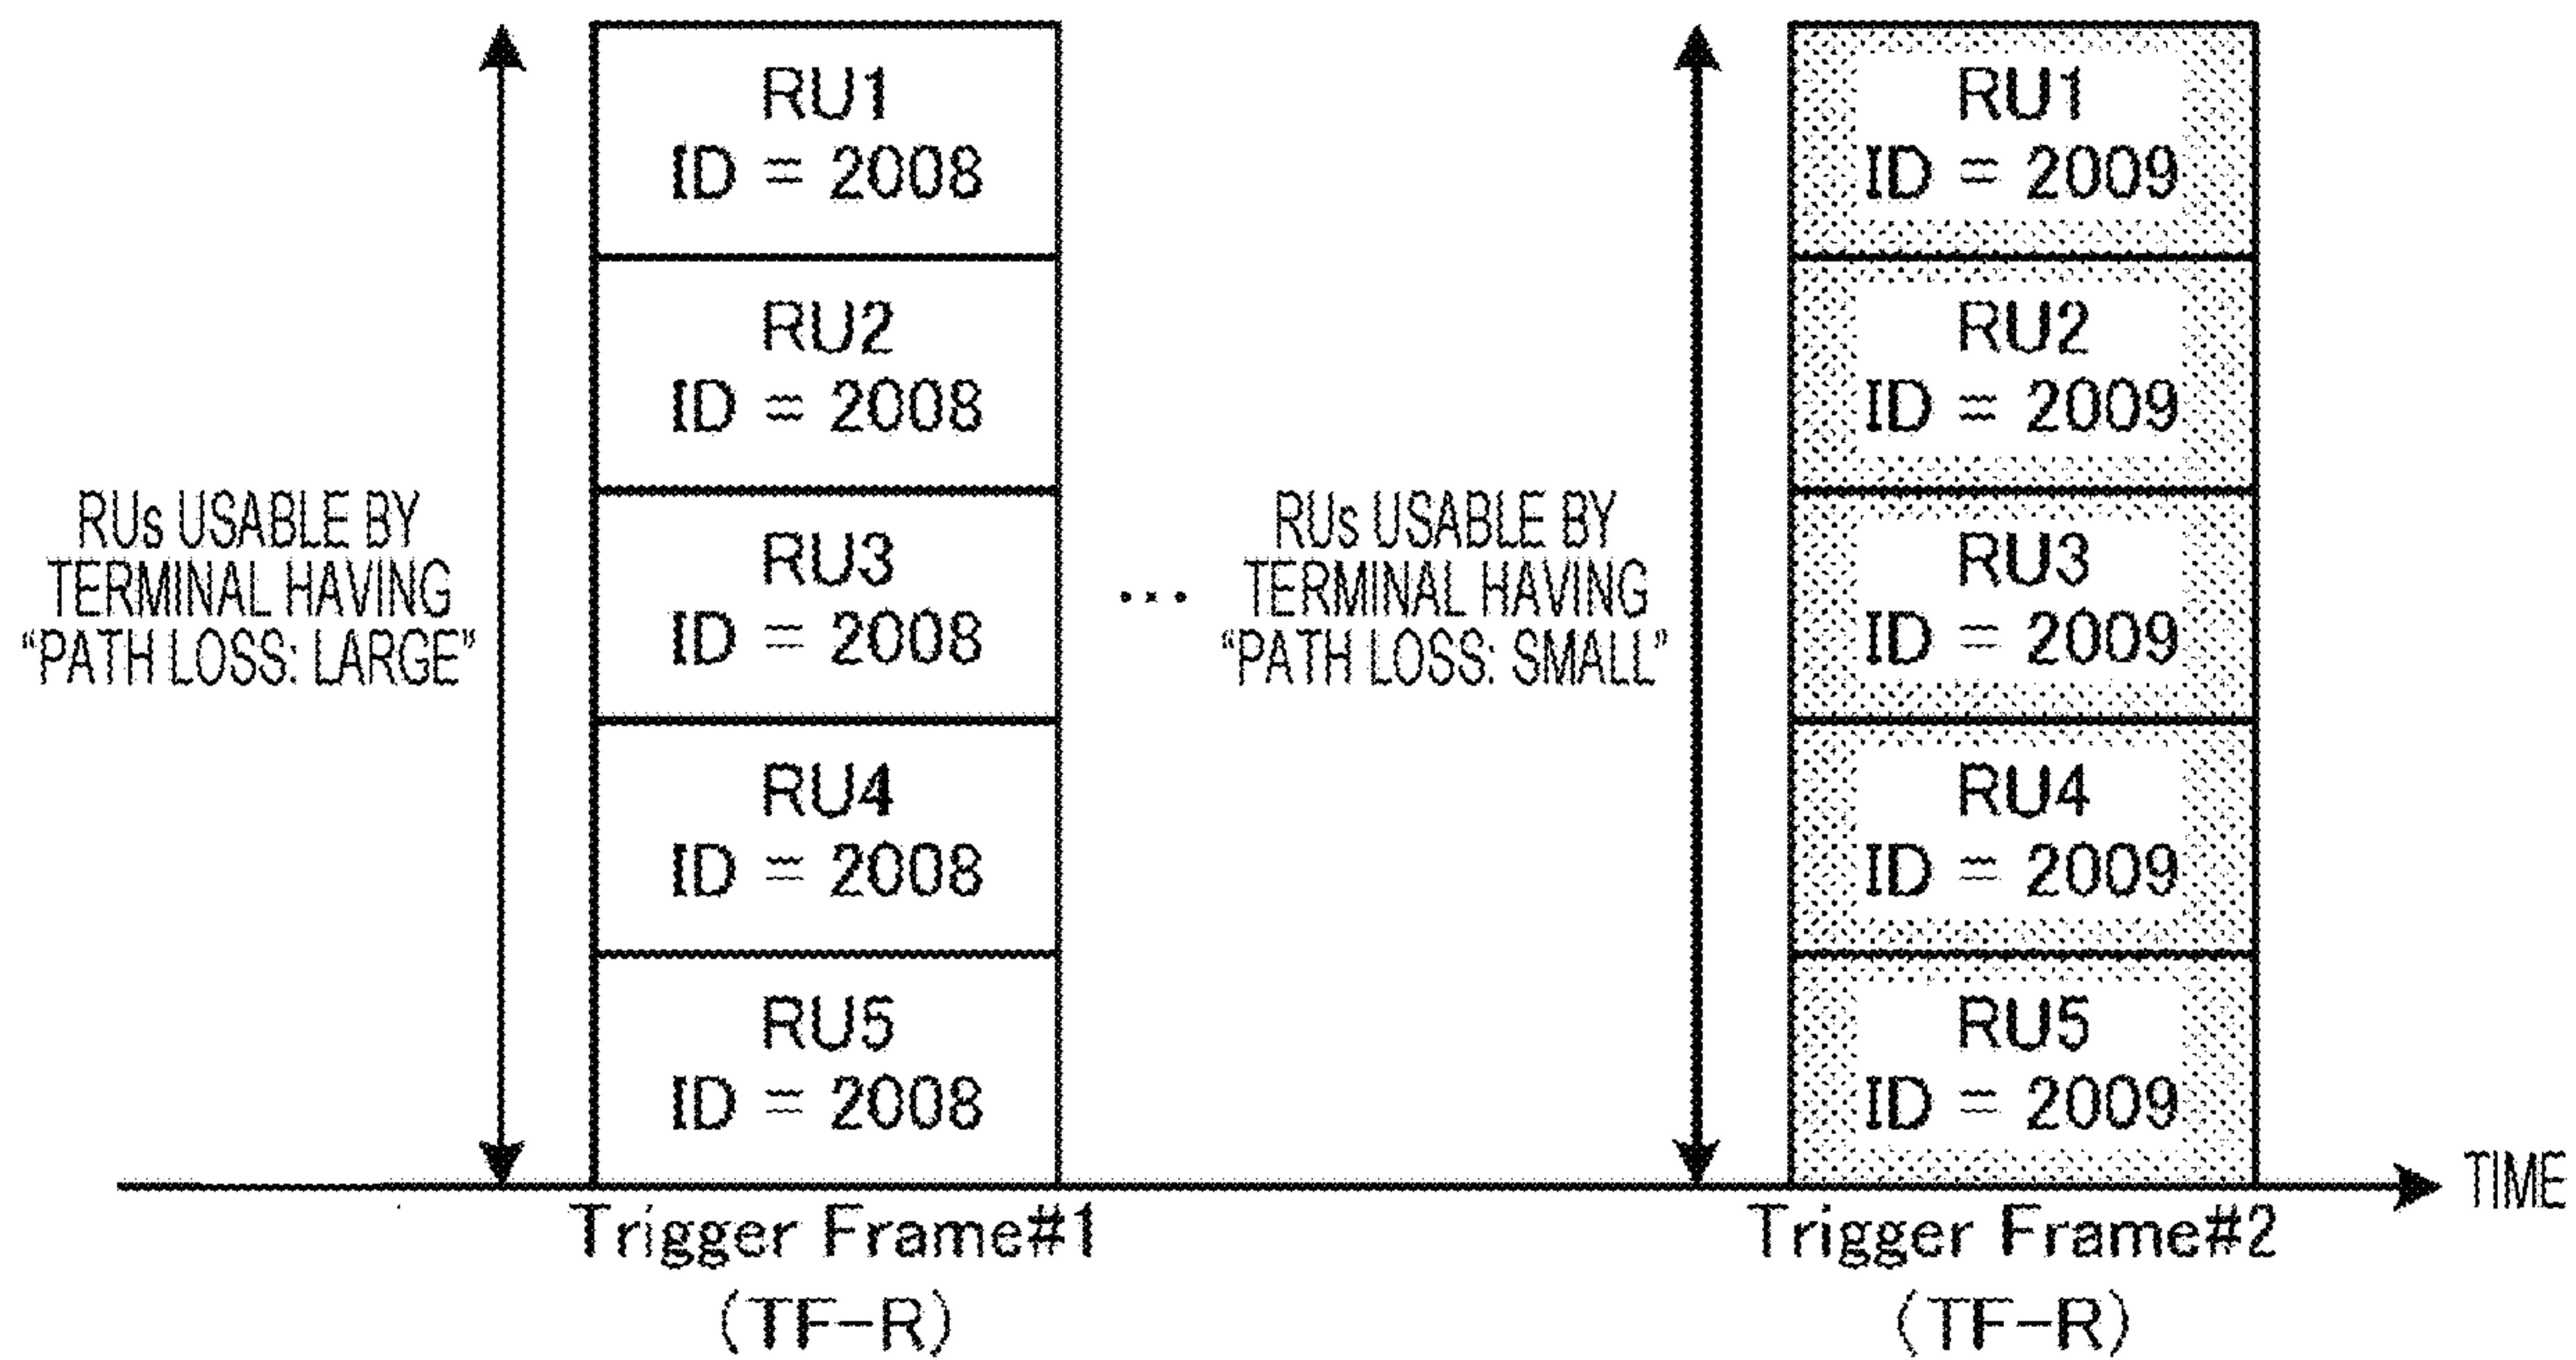 RUs USABLE BY
TERMINAL HAVING
“PATH LOSS: LARGE”
RU1
ID = 2008
RU2
ID = 2008
RU3
ID = 2008
RU4
ID = 2008
RU5
ID = 2008
Trigger Frame#1
(TF-R)
...
RUs USABLE BY
TERMINAL HAVING
“PATH LOSS: SMALL”
RU1
ID = 2009
RU2
ID = 2009
RU3
ID = 2009
RU4
ID = 2009
RU5
ID = 2009
Trigger Frame#2
(TF-R)
TIME